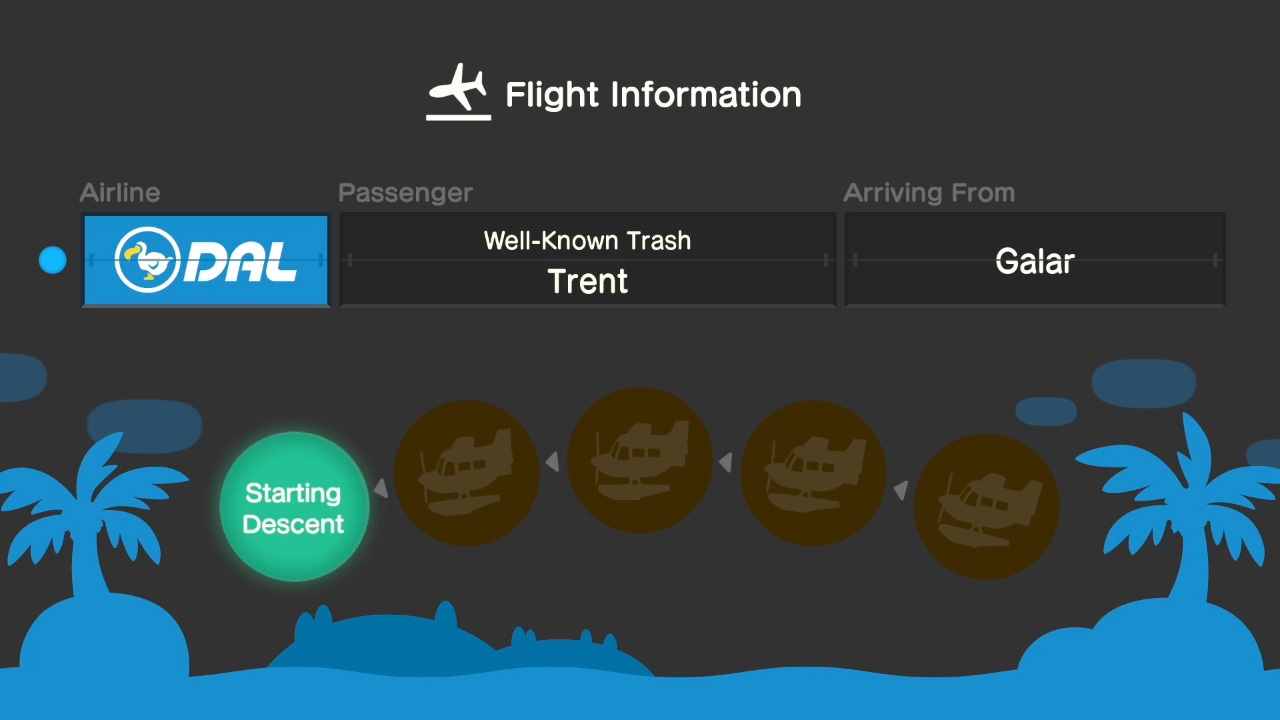 Flight Information
Airline
Passenger
Arriving From
DAL
Well-Known Trash
Trent
Galar
Starting
Descent